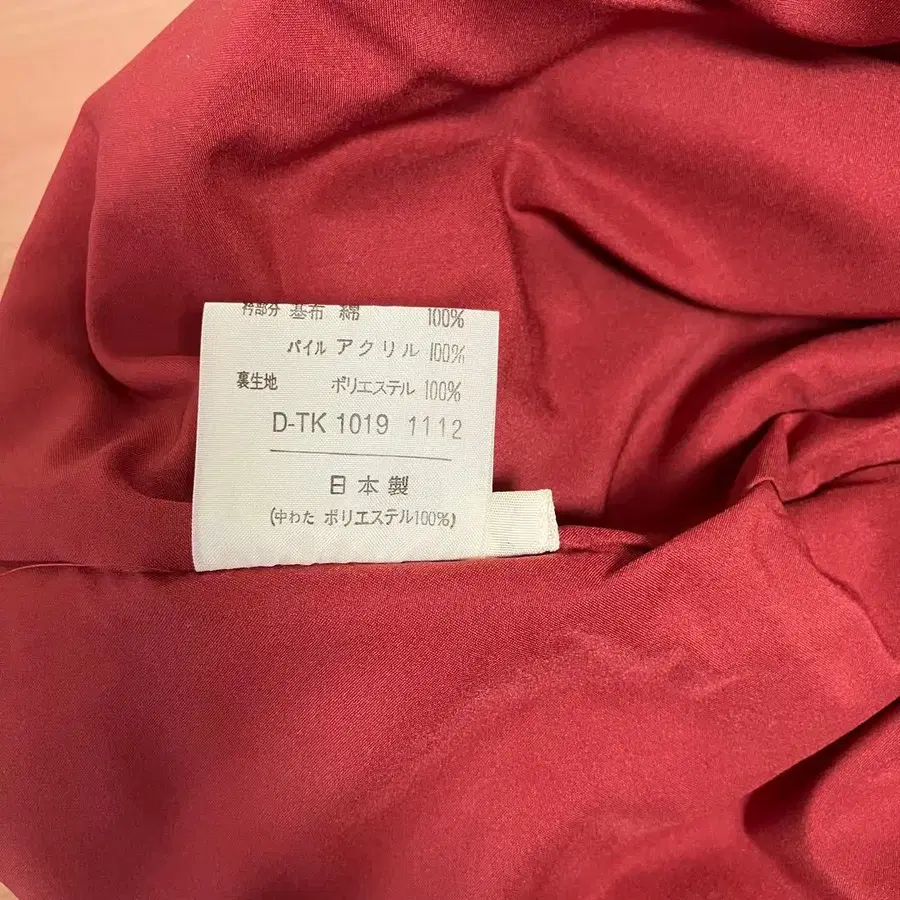 衿部分 基布 綿 100%
パイル アクリル 100%
裏生地 ポリエステル 100%
D-TK 1019 1112
日本製
(中わた ポリエステル100%)